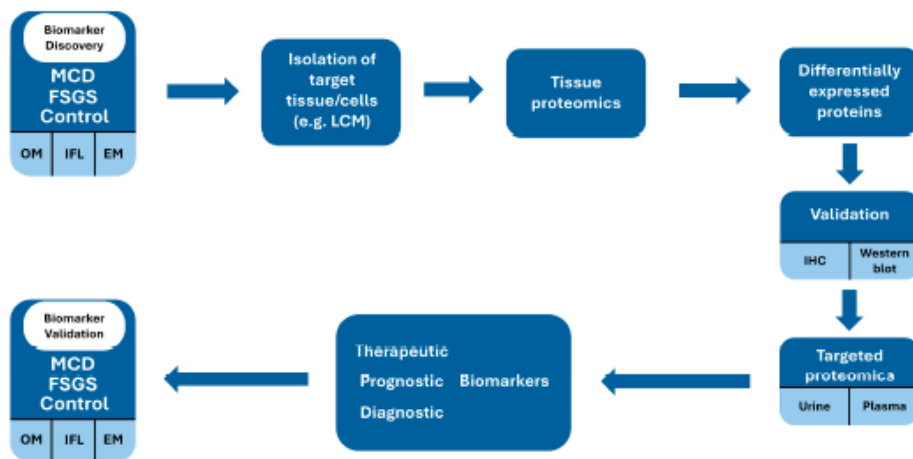 Biomarker
Discovery
MCD
FSGS
Control
OM IFL EM
Isolation of
target
tissue/cells
(e.g. LCM)
Tissue
proteomics
Differentially
expressed
proteins
Validation
IHC
Western
blot
Targeted
proteomics
Urine Plasma
Therapeutic
Prognostic Biomarkers
Diagnostic
Biomarker
Validation
MCD
FSGS
Control
OM IFL EM